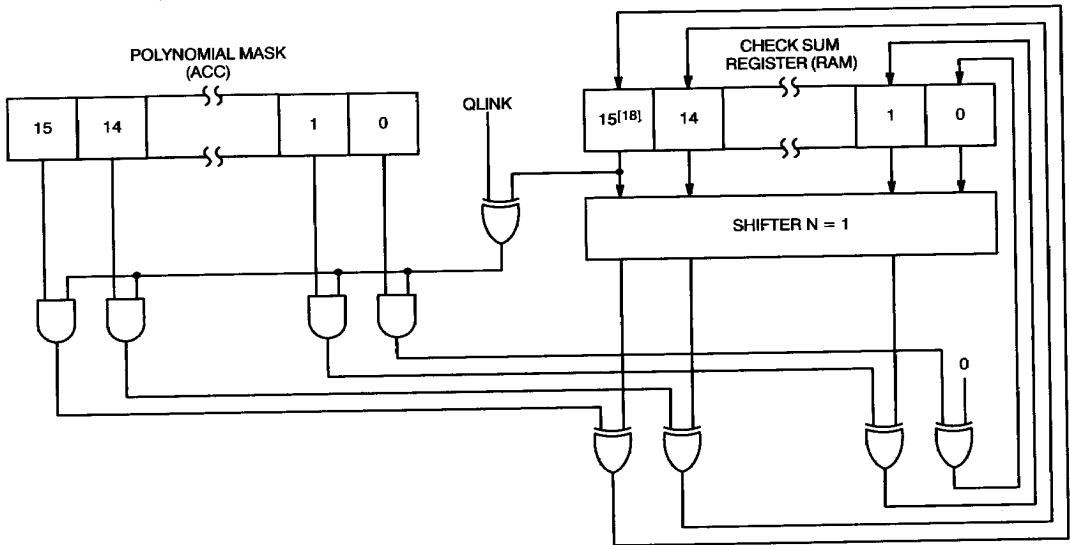 POLYNOMIAL MASK
(ACC)
15 14 1 0
QLINK
CHECK SUM
REGISTER (RAM)
15[18] 14 1 0
SHIFTER N = 1
0